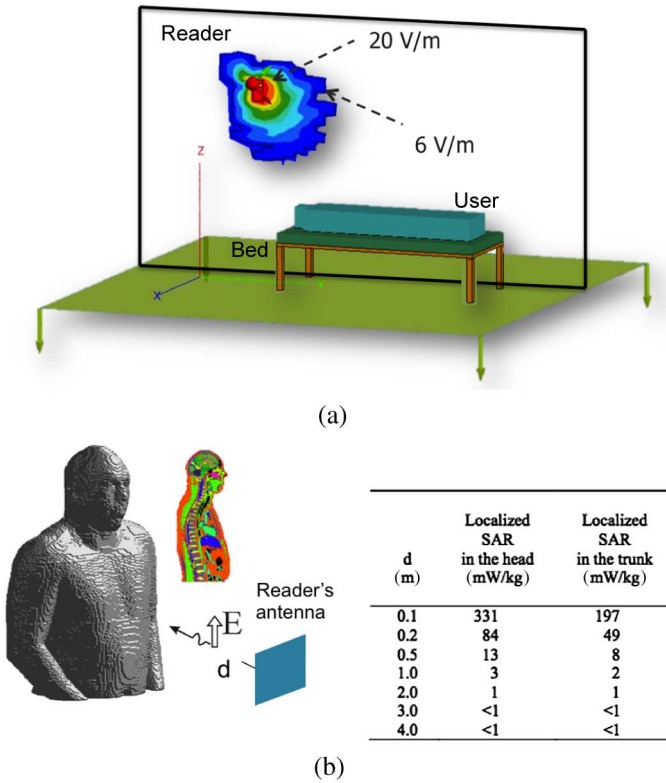 Reader
20 V/m
6 V/m
z
User
Bed
x
Y
(a)
Reader's
antenna
E
d
d
(m)
Localized
SAR
in the head
(mW/kg)
Localized
SAR
in the trunk
(mW/kg)
0.1 331 197
0.2 84 49
0.5 13 8
1.0 3 2
2.0 1 1
3.0 <1 <1
4.0 <1 <1
(b)